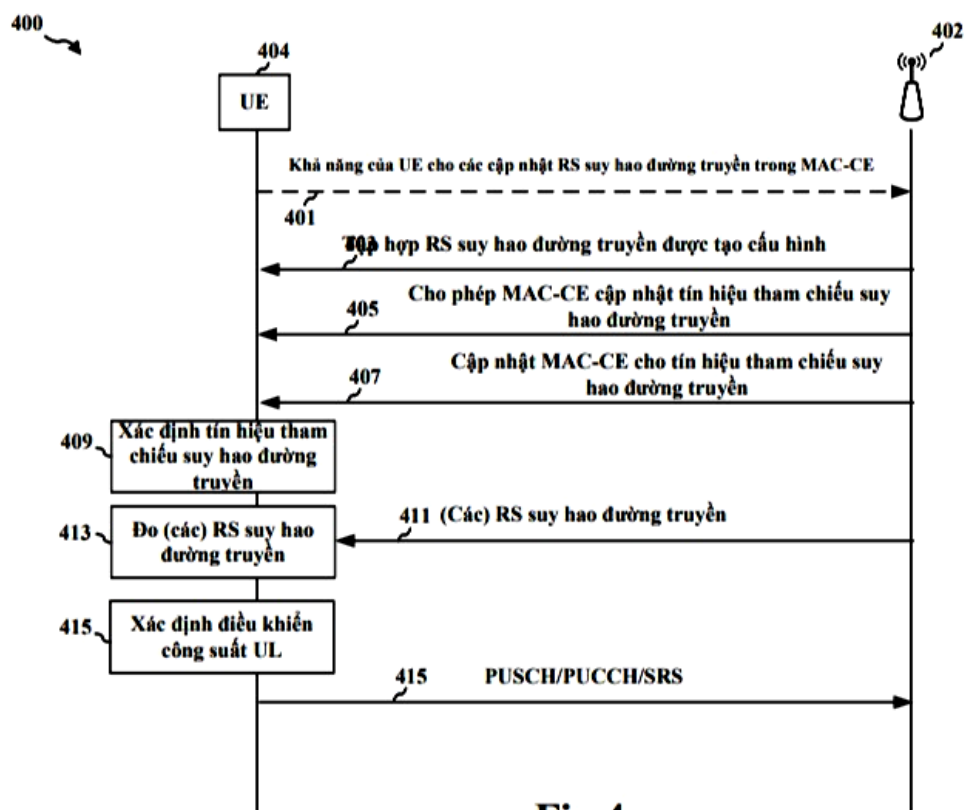 400
404
402
UE
Khả năng của UE cho các cập nhật RS suy hao đường truyền trong MAC-CE
401
403
hợp RS suy hao đường truyền được tạo cấu hình
Cho phép MAC-CE cập nhật tín hiệu tham chiếu suy
hao đường truyền
405
Cập nhật MAC-CE cho tín hiệu tham chiếu suy
hao đường truyền
407
409
Xác định tín hiệu tham
chiếu suy hao đường
truyền
411 (Các) RS suy hao đường truyền
413
Đo (các) RS suy hao
đường truyền
415
Xác định điều khiển
công suất UL
415
PUSCH/PUCCH/SRS